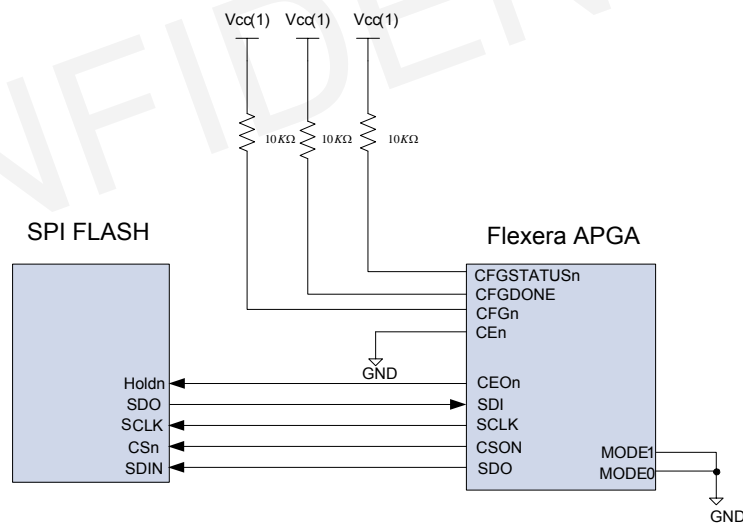 Vcc(1) Vcc(1) Vcc(1)
10KΩ 10KΩ 10KΩ
SPI FLASH
Flexera APGA
CFGSTATUSn
CFGDONE
CFGn
CEn
GND
Holdn
CEOn
SDO
SDI
SCLK
SCLK
CSn
CSON
SDIN
SDO
MODE1
MODE0
GND